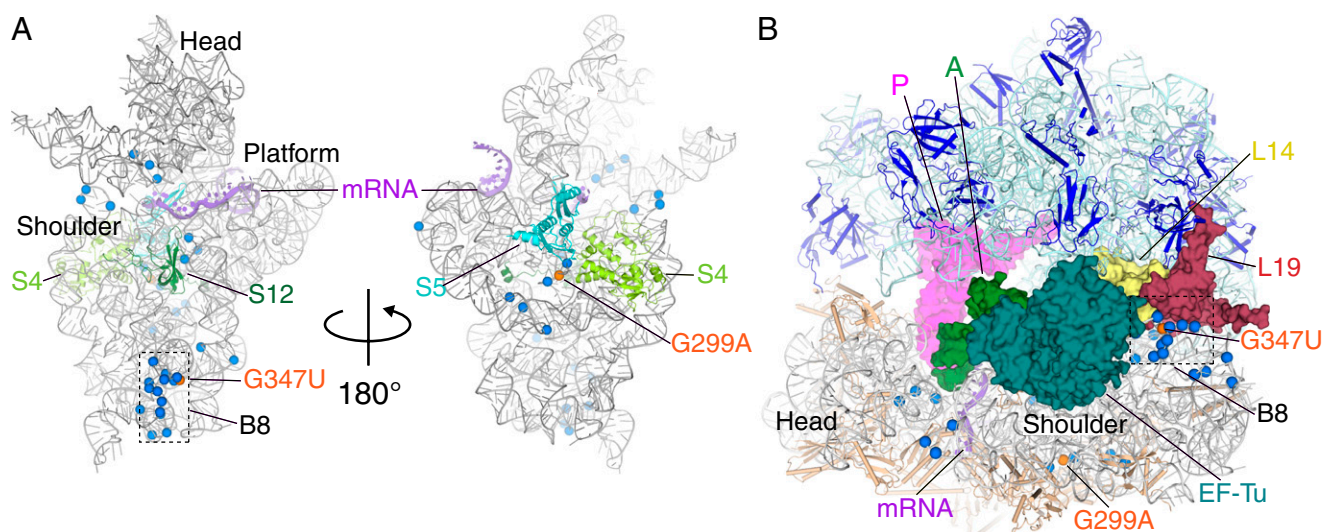 A
Head
Platform
mRNA
Shoulder
S4
S12
S5
S4
G299A
G347U
B8
180°
B
P
A
L14
L19
G347U
B8
Head
Shoulder
mRNA
G299A
EF-Tu